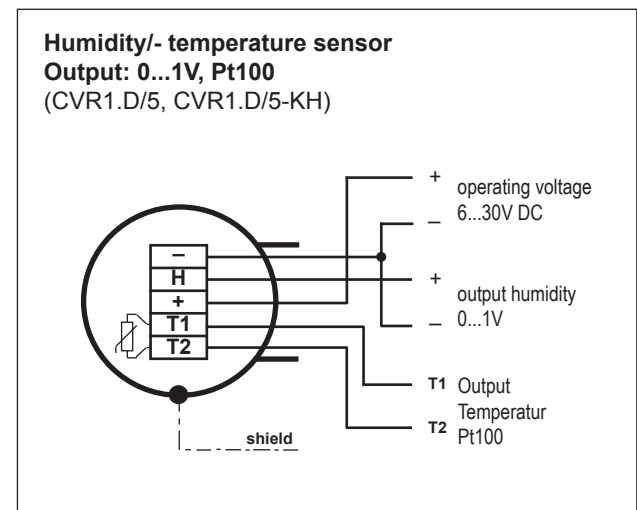 Humidity/- temperature sensor
Output: 0...1V, Pt100
(CVR1.D/5, CVR1.D/5-KH)
+
operating voltage
6...30V DC
–
–
H
+
T1
T2
+
output humidity
0...1V
–
T1 Output
Temperatur
T2 Pt100
shield